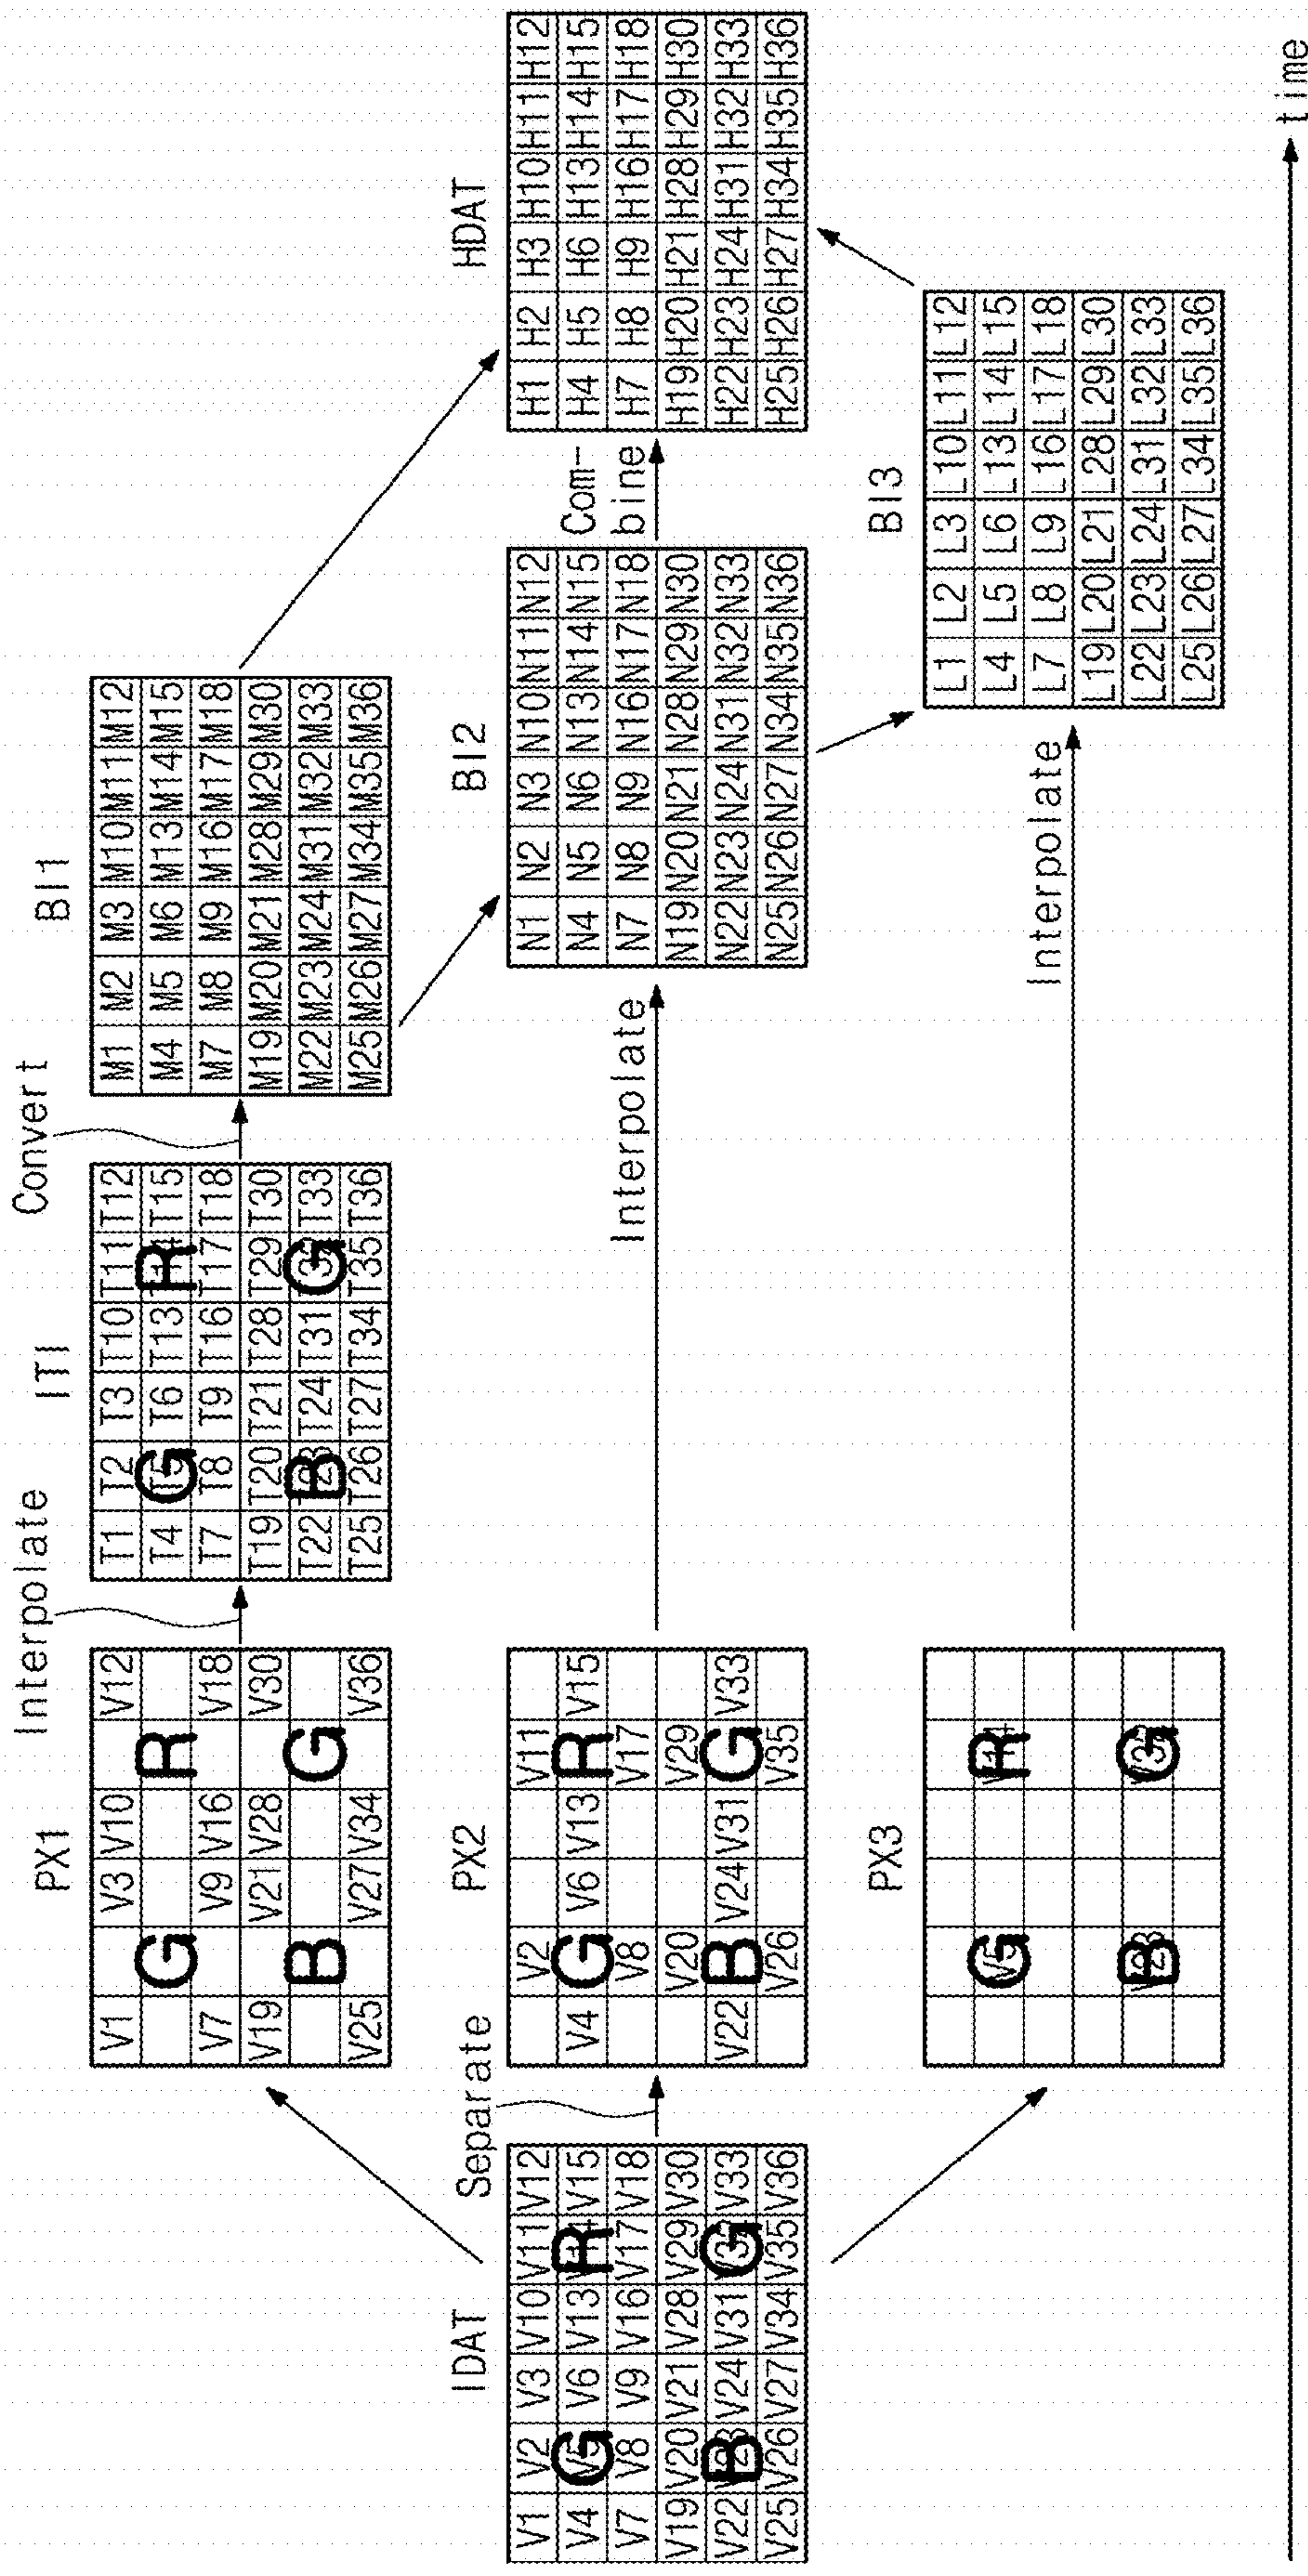 IDAT
V1 V2 V3 V10 V11 V12
V4 G V6 V13 R V15
V7 V8 V9 V16 V17 V18
V19 V20 V21 V28 V29 V30
V22 B V24 V31 G V33
V25 V26 V27 V34 V35 V36
Separate
PX1
V1 V3 V10 V12
G R
V7 V9 V16 V18
V19 V21 V28 V30
B G
V25 V27 V34 V36
PX2
V2 V11
V4 G V6 V13 R V15
V8 V17
V20 V29
V22 B V24 V31 G V33
V26 V35
PX3
G R
B G
Interpolate
ITI
T1 T2 T3 T10 T11 T12
T4 G T6 T13 R T15
T7 T8 T9 T16 T17 T18
T19 T20 T21 T28 T29 T30
T22 B T24 T31 G T33
T25 T26 T27 T34 T35 T36
Convert
BI1
M1 M2 M3 M10 M11 M12
M4 M5 M6 M13 M14 M15
M7 M8 M9 M16 M17 M18
M19 M20 M21 M28 M29 M30
M22 M23 M24 M31 M32 M33
M25 M26 M27 M34 M35 M36
Interpolate
BI2
N1 N2 N3 N10 N11 N12
N4 N5 N6 N13 N14 N15
N7 N8 N9 N16 N17 N18
N19 N20 N21 N28 N29 N30
N22 N23 N24 N31 N32 N33
N25 N26 N27 N34 N35 N36
Interpolate
BI3
L1 L2 L3 L10 L11 L12
L4 L5 L6 L13 L14 L15
L7 L8 L9 L16 L17 L18
L19 L20 L21 L28 L29 L30
L22 L23 L24 L31 L32 L33
L25 L26 L27 L34 L35 L36
Com-
bine
HDAT
H1 H2 H3 H10 H11 H12
H4 H5 H6 H13 H14 H15
H7 H8 H9 H16 H17 H18
H19 H20 H21 H28 H29 H30
H22 H23 H24 H31 H32 H33
H25 H26 H27 H34 H35 H36
time